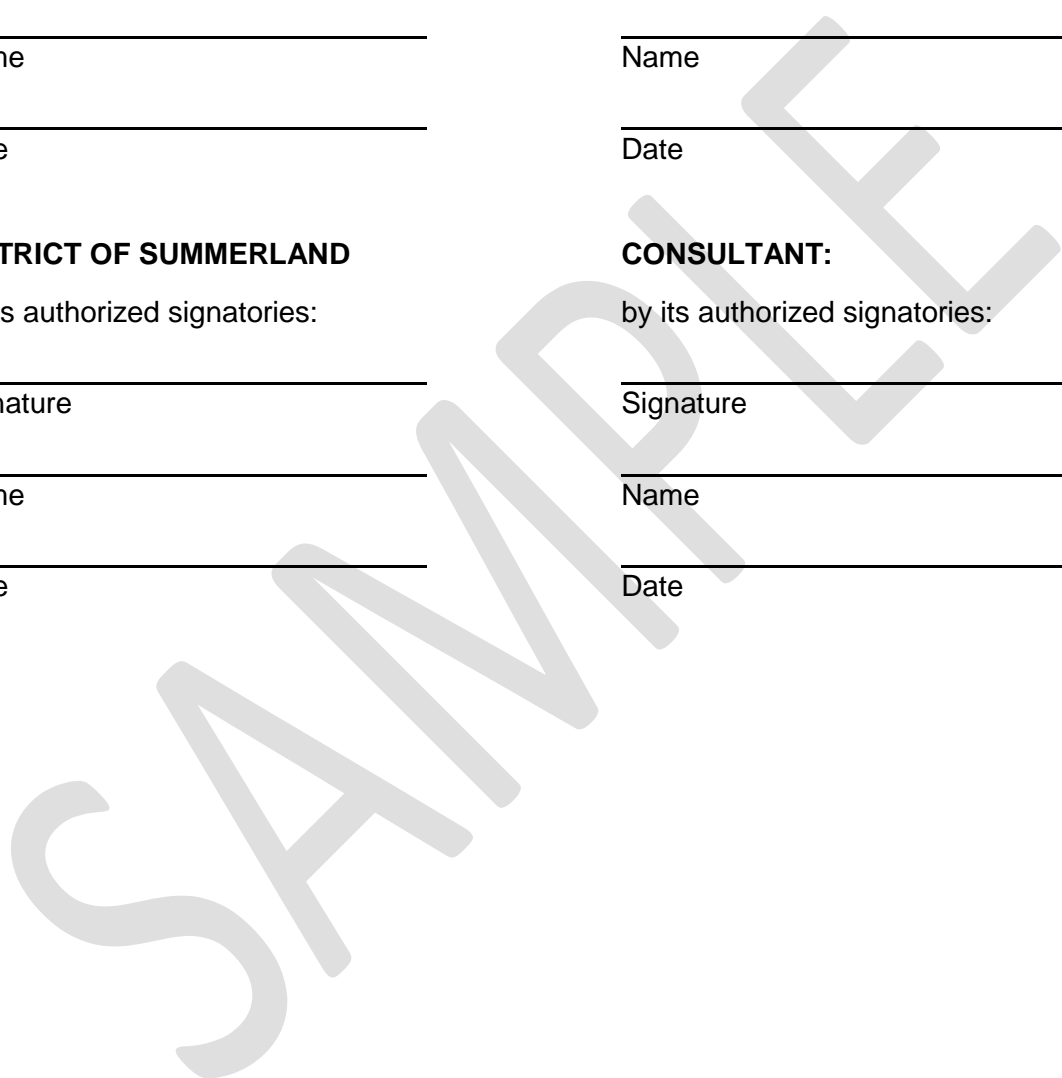 ne
Name
e
Date
TRICT OF SUMMERLAND
CONSULTANT:
s authorized signatories:
by its authorized signatories:
nature
Signature
ne
Name
e
Date
SAMPLE